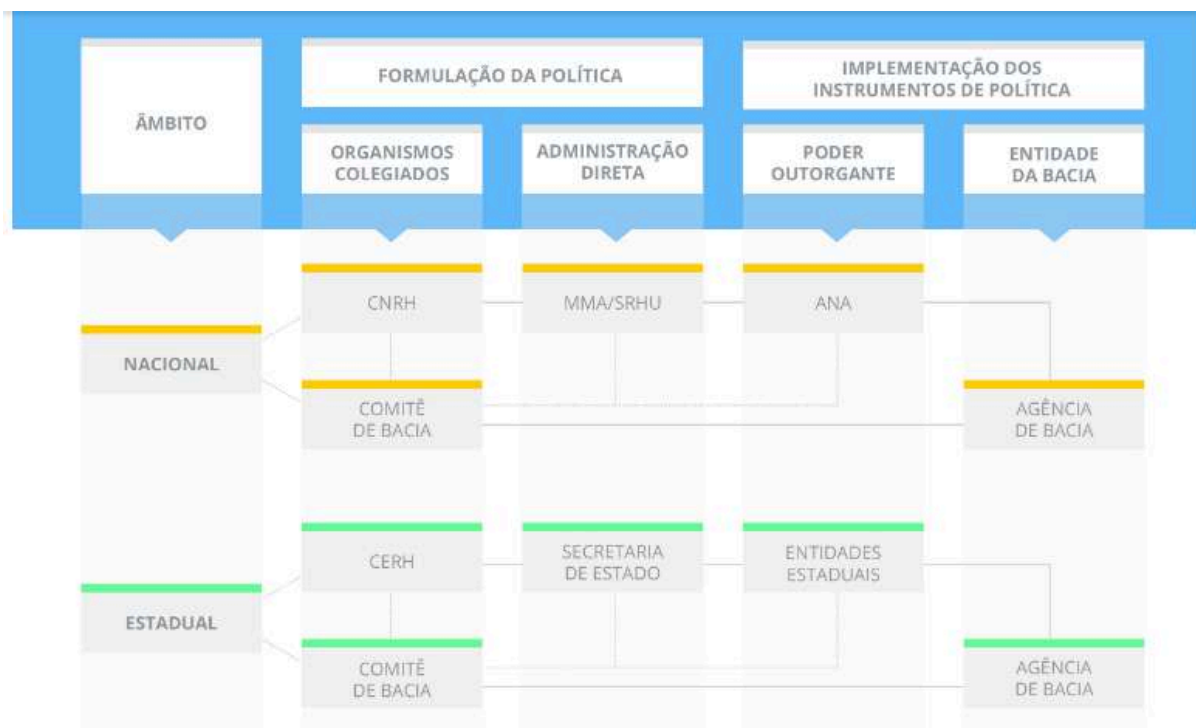 ÂMBITO
FORMULAÇÃO DA POLÍTICA
IMPLEMENTAÇÃO DOS
INSTRUMENTOS DE POLÍTICA
ORGANISMOS
COLEGIADOS
ADMINISTRAÇÃO
DIRETA
PODER
OUTORGANTE
ENTIDADE
DA BACIA
NACIONAL
CNRH
MMA/SRHU
ANA
COMITÊ
DE BACIA
AGÊNCIA
DE BACIA
ESTADUAL
CERH
SECRETARIA
DE ESTADO
ENTIDADES
ESTADUAIS
COMITÊ
DE BACIA
AGÊNCIA
DE BACIA